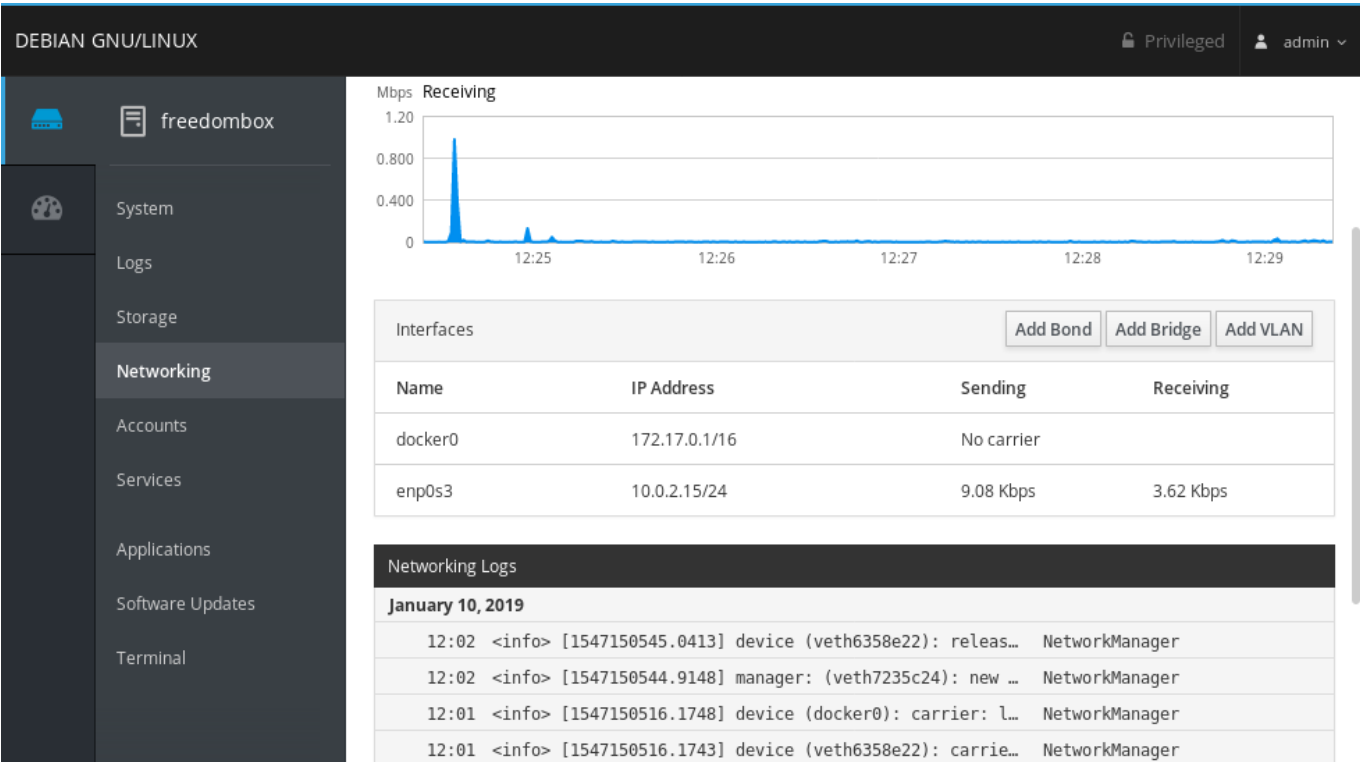 DEBIAN GNU/LINUX
Privileged
admin
freedombox
System
Logs
Storage
Networking
Accounts
Services
Applications
Software Updates
Terminal
Mbps Receiving
1.20
0.800
0.400
0
12:25 12:26 12:27 12:28 12:29
Interfaces Add Bond Add Bridge Add VLAN
Name IP Address Sending Receiving
docker0 172.17.0.1/16 No carrier
enp0s3 10.0.2.15/24 9.08 Kbps 3.62 Kbps
Networking Logs
January 10, 2019
12:02 <info> [1547150545.0413] device (veth6358e22): releas… NetworkManager
12:02 <info> [1547150544.9148] manager: (veth7235c24): new … NetworkManager
12:01 <info> [1547150516.1748] device (docker0): carrier: l… NetworkManager
12:01 <info> [1547150516.1743] device (veth6358e22): carrie… NetworkManager